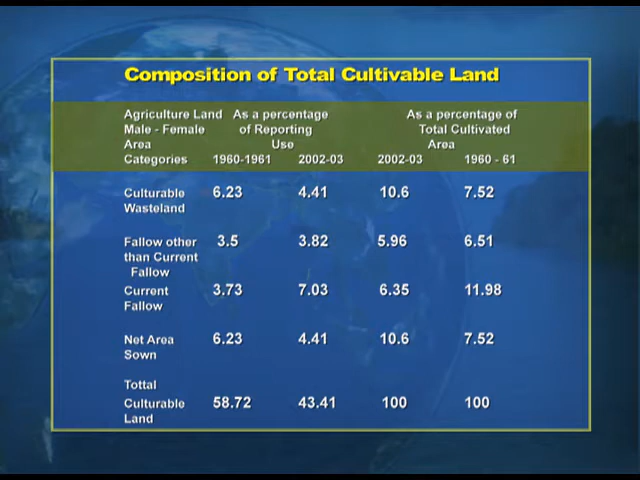 Composition of Total Cultivable Land
Agriculture Land As a percentage As a percentage of
Male - Female of Reporting Total Cultivated
Area Use Area
Categories 1960-1961 2002-03 2002-03 1960 - 61
Culturable 6.23 4.41 10.6 7.52
Wasteland
Fallow other 3.5 3.82 5.96 6.51
than Current
Fallow
Current 3.73 7.03 6.35 11.98
Fallow
Net Area 6.23 4.41 10.6 7.52
Sown
Tottal
Culturable 58.72 43.41 100 100
Land